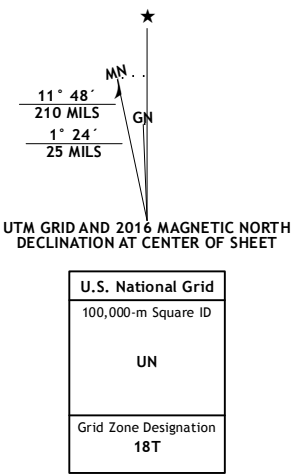 ★
MN
11° 48´
210 MILS
GN
1° 24´
25 MILS
UTM GRID AND 2016 MAGNETIC NORTH
DECLINATION AT CENTER OF SHEET
U.S. National Grid
100,000-m Square ID
UN
Grid Zone Designation
18T